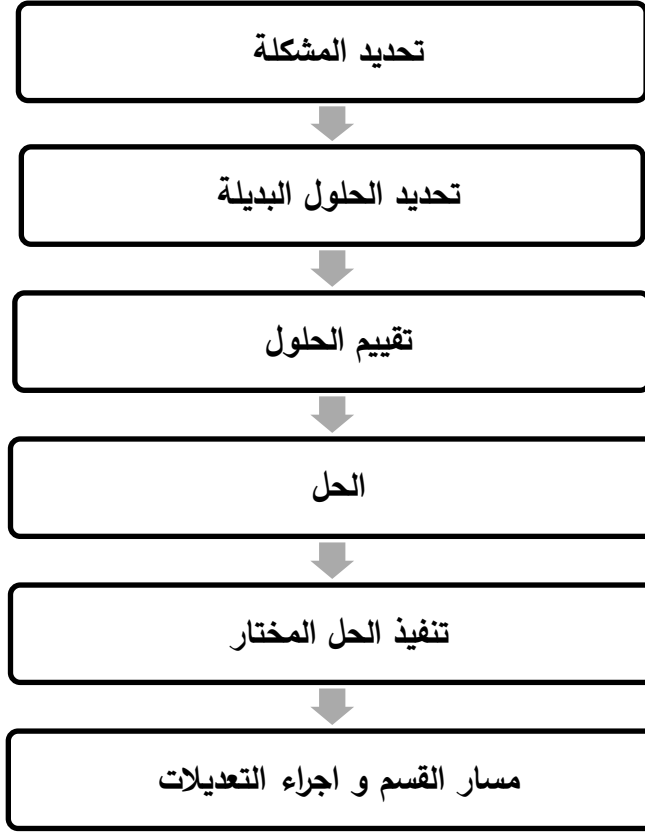 تحديد المشكلة
تحديد الحلول البديلة
تقييم الحلول
الحل
تنفيذ الحل المختار
مسار القسم و اجراء التعديلات